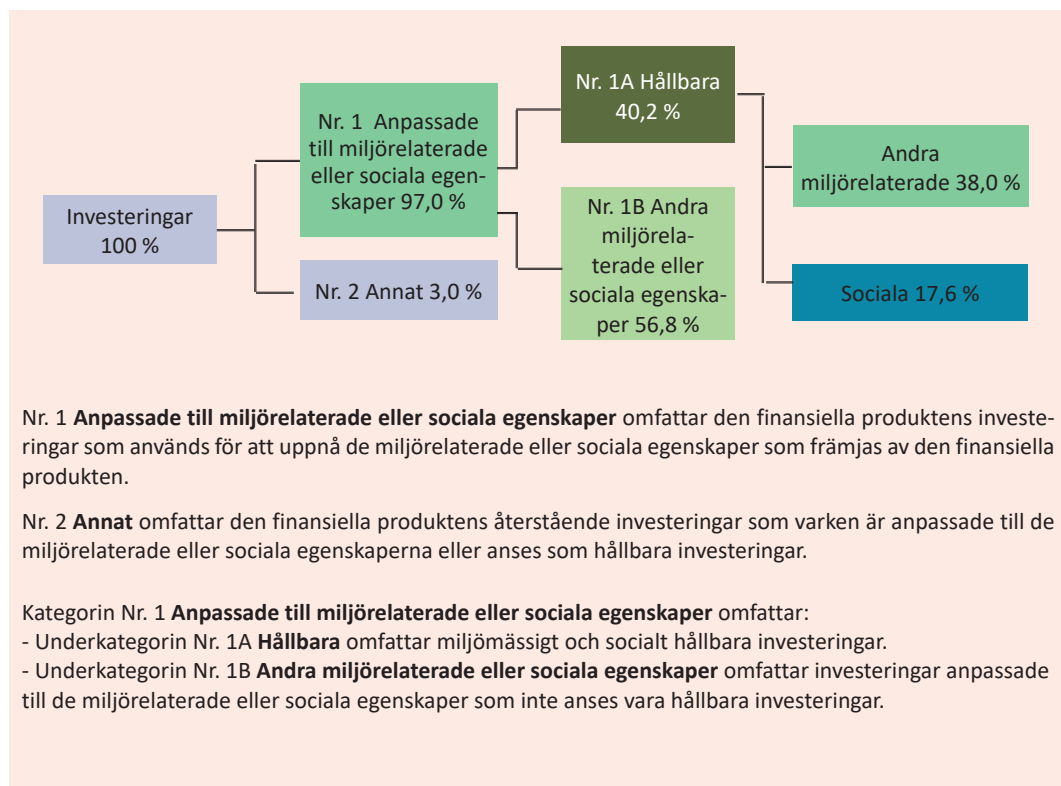 Investeringar
100 %
Nr. 1 Anpassade
till miljörelaterade
eller sociala egen-
skaper 97,0 %
Nr. 2 Annat 3,0 %
Nr. 1A Hållbara
40,2 %
Nr. 1B Andra
miljörela-
terade eller
sociala egenska-
per 56,8 %
Andra
miljörelaterade 38,0 %
Sociala 17,6 %
Nr. 1 Anpassade till miljörelaterade eller sociala egenskaper omfattar den finansiella produktens investe-
ringar som används för att uppnå de miljörelaterade eller sociala egenskaper som främjas av den finansiella
produkten.
Nr. 2 Annat omfattar den finansiella produktens återstående investeringar som varken är anpassade till de
miljörelaterade eller sociala egenskaperna eller anses som hållbara investeringar.
Kategorin Nr. 1 Anpassade till miljörelaterade eller sociala egenskaper omfattar:
- Underkategorin Nr. 1A Hållbara omfattar miljömässigt och socialt hållbara investeringar.
- Underkategorin Nr. 1B Andra miljörelaterade eller sociala egenskaper omfattar investeringar anpassade
till de miljörelaterade eller sociala egenskaper som inte anses vara hållbara investeringar.